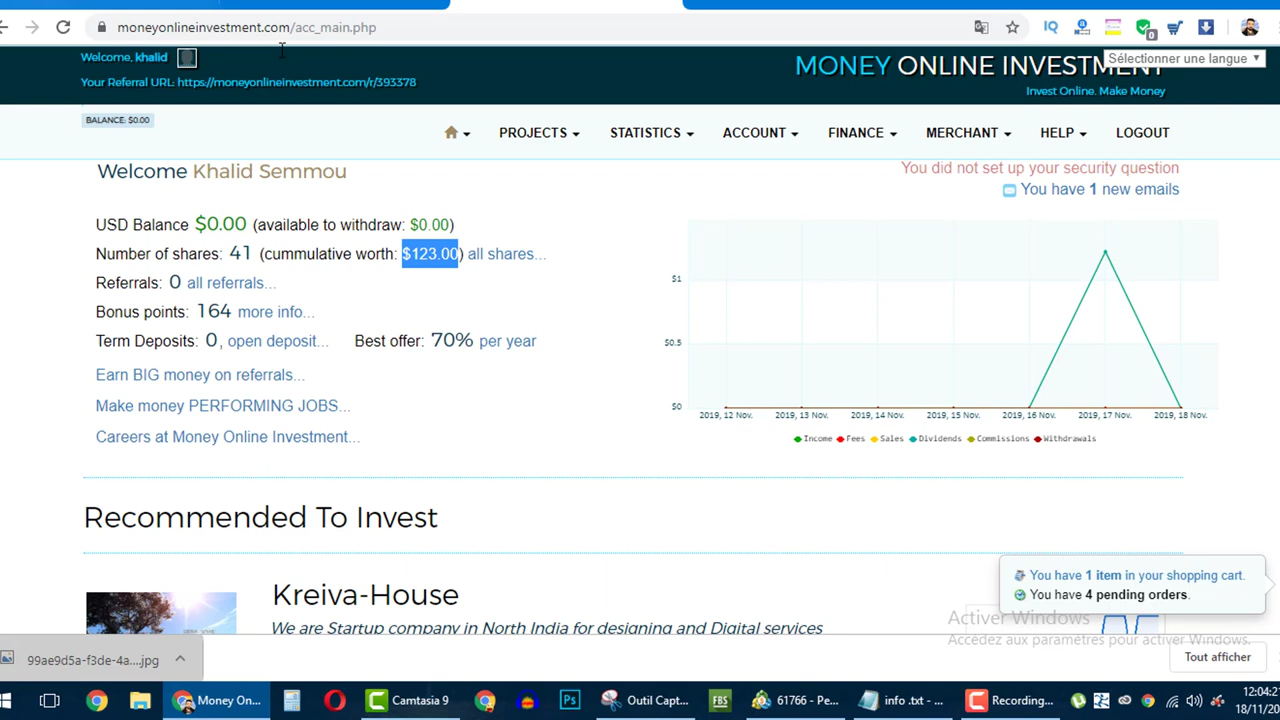 moneyonlineinvestment.com/acc_main.php
IQ
0
Welcome, khalid
Your Referral URL: https://moneyonlineinvestment.com/r/393378
MONEY ONLINE INVESTMENT
Sélectionner une langue
Invest Online. Make Money
BALANCE: $0.00
PROJECTS STATISTICS ACCOUNT FINANCE MERCHANT HELP LOGOUT
Welcome Khalid Semmou
You did not set up your security question
You have 1 new emails
USD Balance $0.00 (available to withdraw: $0.00)
Number of shares: 41 (cummulative worth: $123.00) all shares...
Referrals: 0 all referrals...
Bonus points: 164 more info...
Term Deposits: 0, open deposit... Best offer: 70% per year
Earn BIG money on referrals...
Make money PERFORMING JOBS...
Careers at Money Online Investment...
$1
$0.5
$0
2019, 12 Nov. 2019, 13 Nov. 2019, 14 Nov. 2019, 15 Nov. 2019, 16 Nov. 2019, 17 Nov. 2019, 18 Nov.
Income Fees Sales Dividends Commissions Withdrawals
Recommended To Invest
Kreiva-House
We are Startup company in North India for designing and Digital services
You have 1 item in your shopping cart.
You have 4 pending orders.
Activer Windows
Accédez aux paramètres pour activer Windows.
99ae9d5a-f3de-4a....jpg
Tout afficher
Money On...
Ps
Camtasia 9
Outil Capt...
FBS
61766 - Pe...
info .txt - ...
Recording...
12:04:2
18/11/20